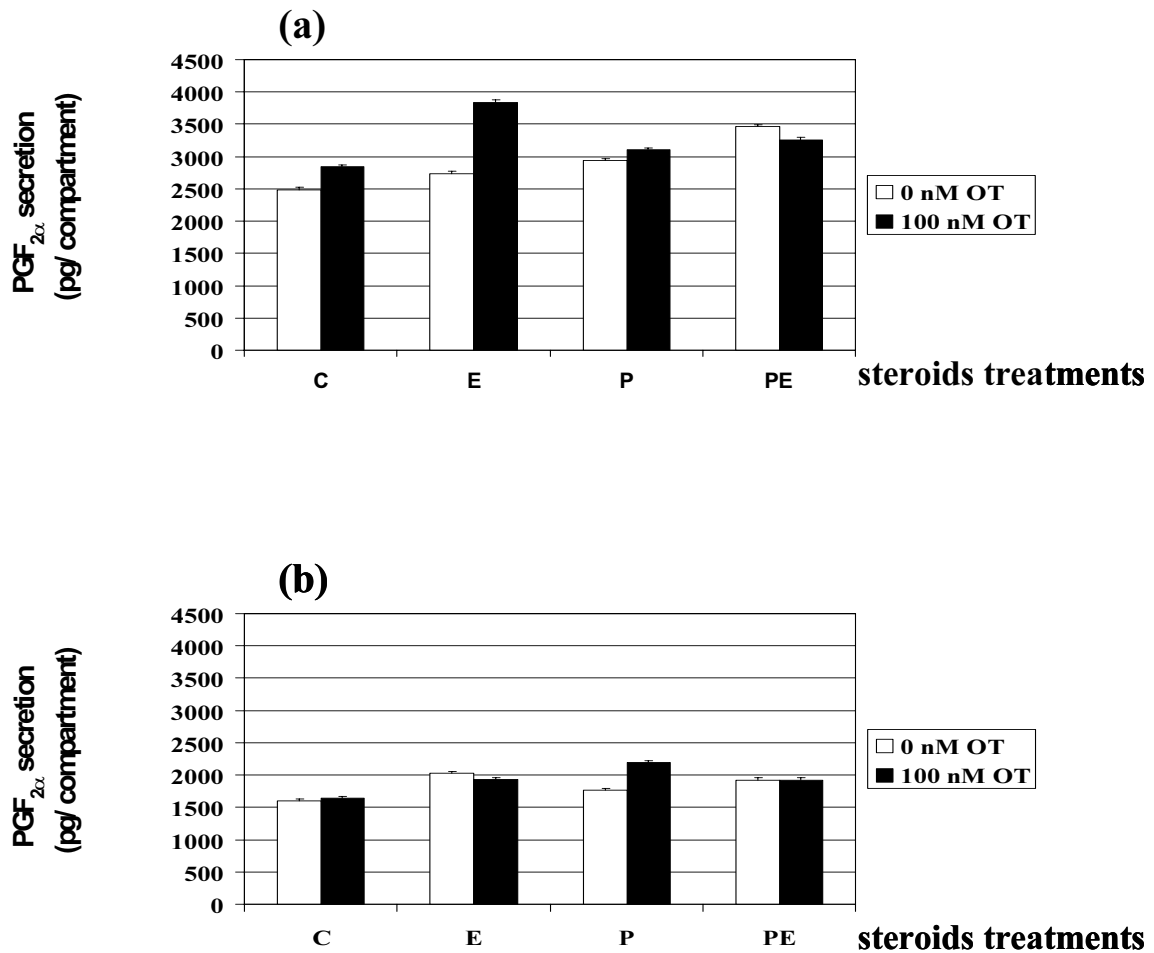 (a)
PGF2α secretion
(pg/ compartment)
4500
4000
3500
3000
2500
2000
1500
1000
500
0
C E P PE
steroids treatments
0 nM OT
100 nM OT
(b)
PGF2α secretion
(pg/ compartment)
4500
4000
3500
3000
2500
2000
1500
1000
500
0
C E P PE
steroids treatments
0 nM OT
100 nM OT